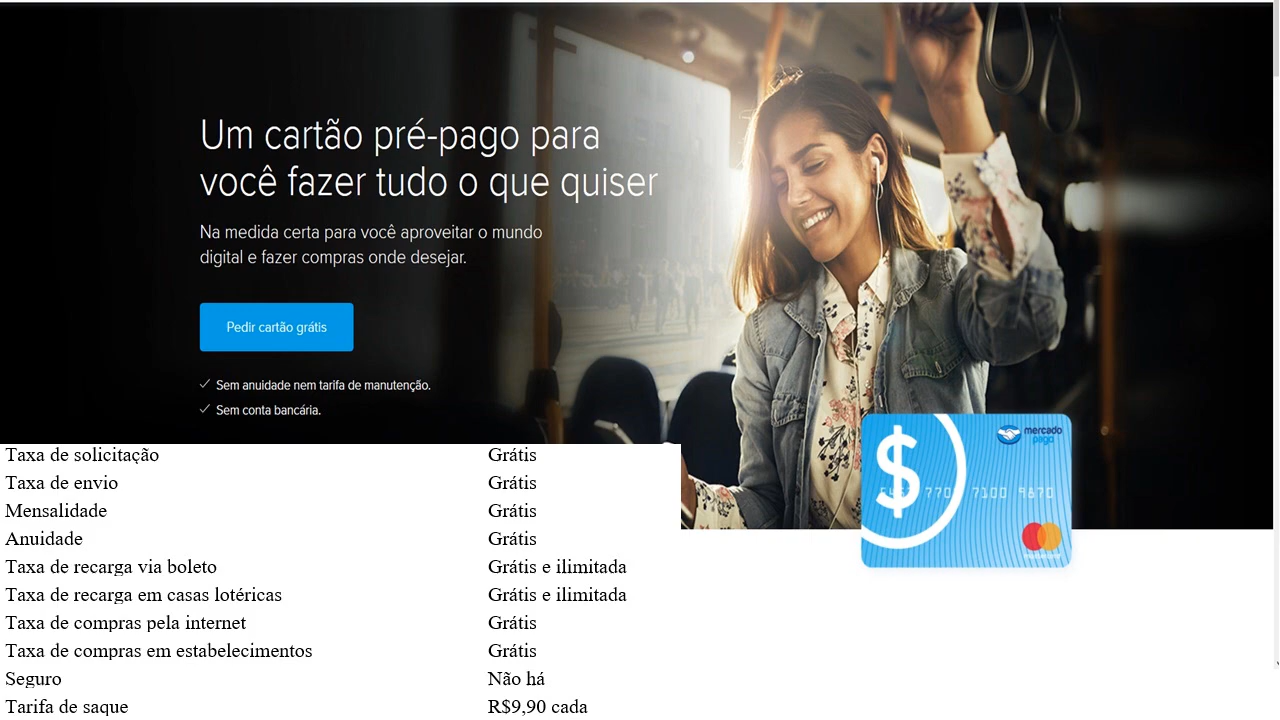 Um cartão pré-pago para
você fazer tudo o que quiser
Na medida certa para você aproveitar o mundo
digital e fazer compras onde desejar.
Pedir cartão grátis
Sem anuidade nem tarifa de manutenção.
Sem conta bancária.
mercado
pago
$
770 7100 9870
Taxa de solicitação Grátis
Taxa de envio Grátis
Mensalidade Grátis
Anuidade Grátis
Taxa de recarga via boleto Grátis e ilimitada
Taxa de recarga em casas lotéricas Grátis e ilimitada
Taxa de compras pela internet Grátis
Taxa de compras em estabelecimentos Grátis
Seguro Não há
Tarifa de saque R$9,90 cada